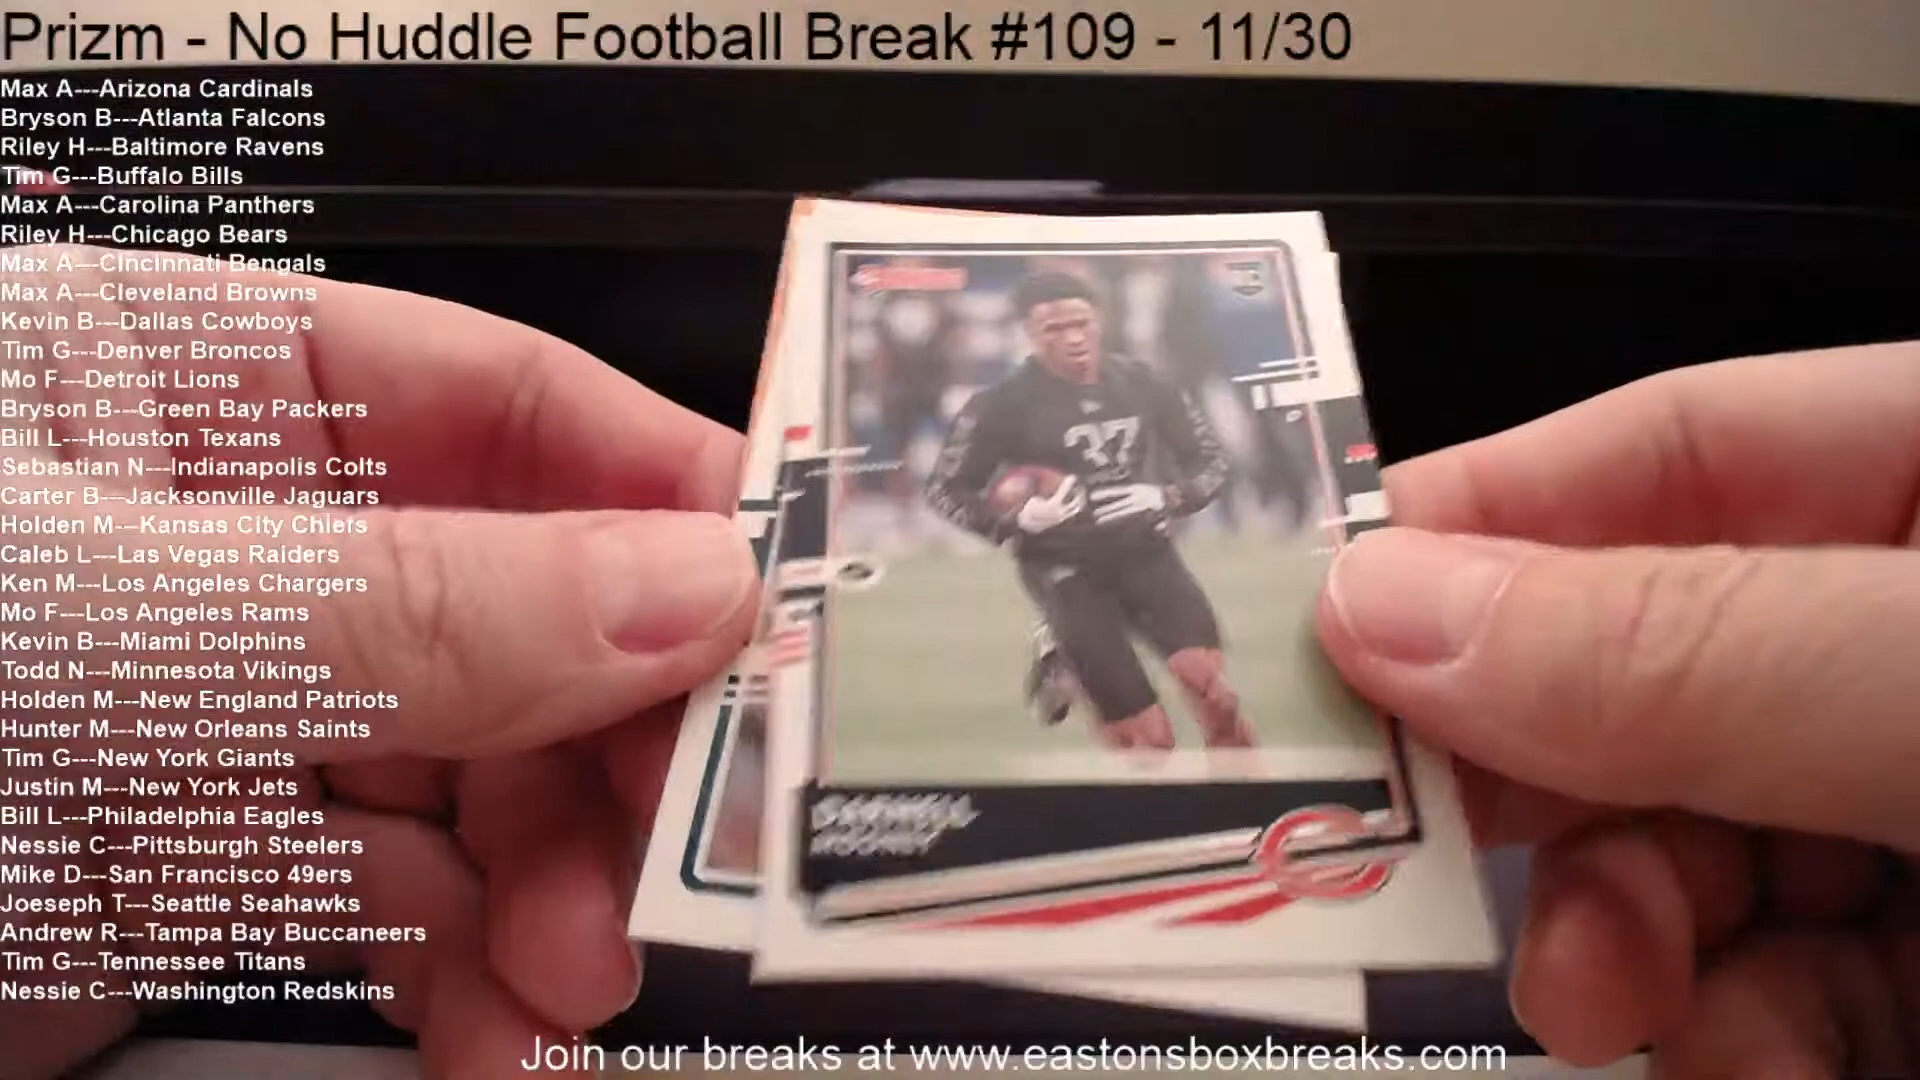 Prizm - No Huddle Football Break #109 - 11/30
Max A---Arizona Cardinals
Bryson B---Atlanta Falcons
Riley H---Baltimore Ravens
Tim G---Buffalo Bills
Max A---Carolina Panthers
Riley H---Chicago Bears
Max A---Cincinnati Bengals
Max A---Cleveland Browns
Kevin B---Dallas Cowboys
Tim G---Denver Broncos
Mo F---Detroit Lions
Bryson B---Green Bay Packers
Bill L---Houston Texans
Sebastian N---Indianapolis Colts
Carter B---Jacksonville Jaguars
Holden M---Kansas City Chiefs
Caleb L---Las Vegas Raiders
Ken M---Los Angeles Chargers
Mo F---Los Angeles Rams
Kevin B---Miami Dolphins
Todd N---Minnesota Vikings
Holden M---New England Patriots
Hunter M---New Orleans Saints
Tim G---New York Giants
Justin M---New York Jets
Bill L---Philadelphia Eagles
Nessie C---Pittsburgh Steelers
Mike D---San Francisco 49ers
Joeseph T---Seattle Seahawks
Andrew R---Tampa Bay Buccaneers
Tim G---Tennessee Titans
Nessie C---Washington Redskins
37
DARNELL
MOONEY
Join our breaks at www.eastonsboxbreaks.com